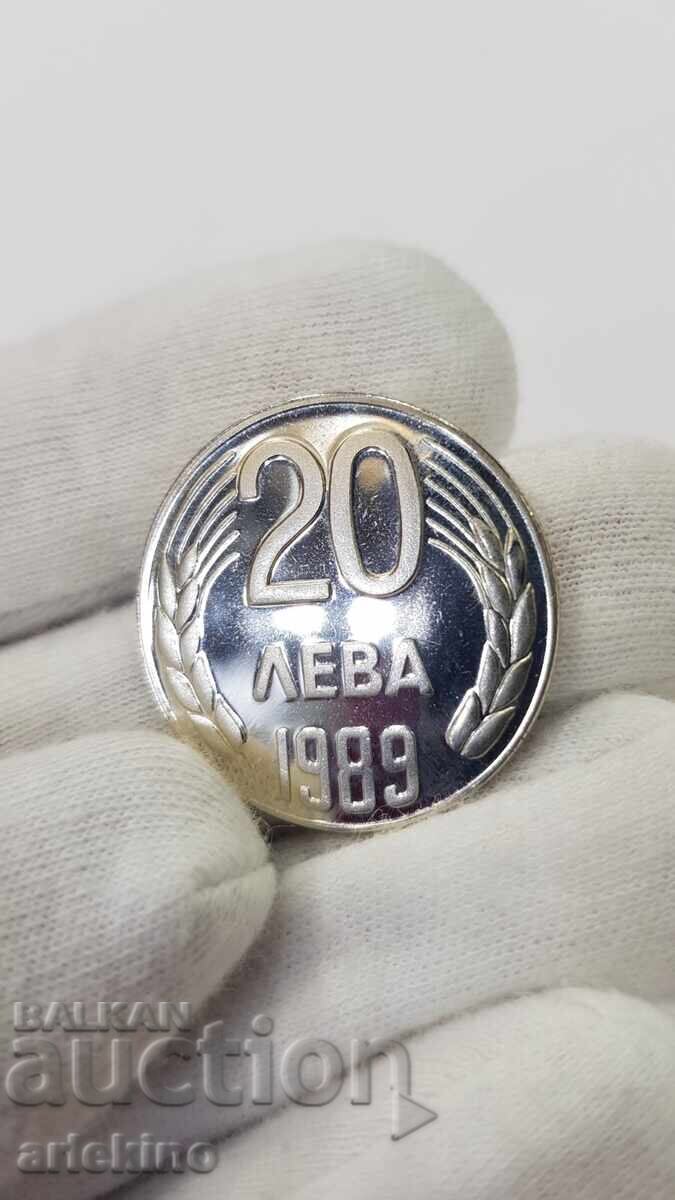 20
ЛЕВА
1989
BALKAN
auction
artekino